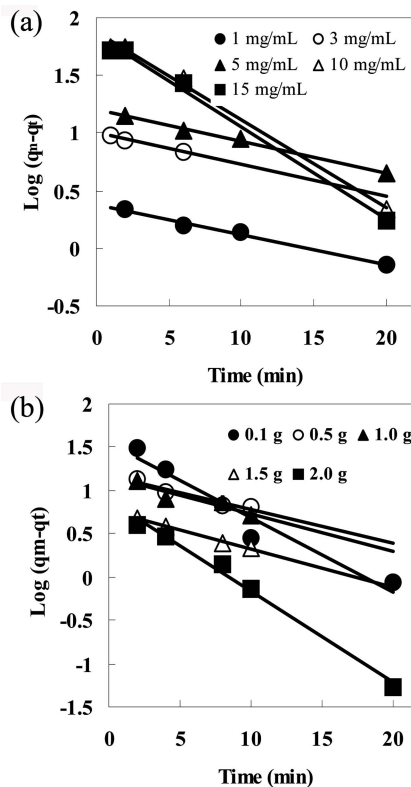 (a)
2
1.5
1
0.5
0
-0.5
Log (qn-qt)
1 mg/mL 3 mg/mL
5 mg/mL 10 mg/mL
15 mg/mL
0 5 10 15 20
Time (min)
(b)
2
1.5
1
0.5
0
-0.5
-1
-1.5
Log (qm-qt)
0.1 g 0.5 g 1.0 g
1.5 g 2.0 g
0 5 10 15 20
Time (min)